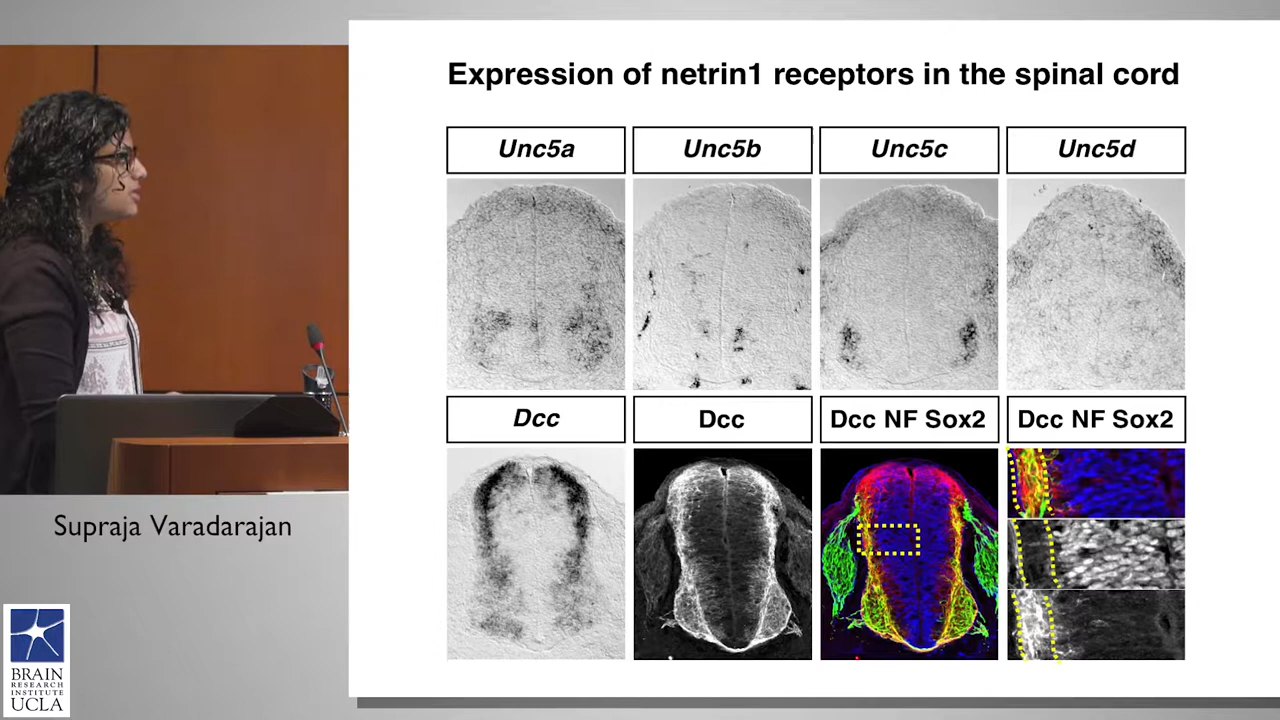 Expression of netrin1 receptors in the spinal cord
Unc5a Unc5b Unc5c Unc5d
Dcc Dcc Dcc NF Sox2 Dcc NF Sox2
Supraja Varadarajan
BRAIN
RESEARCH
INSTITUTE
UCLA